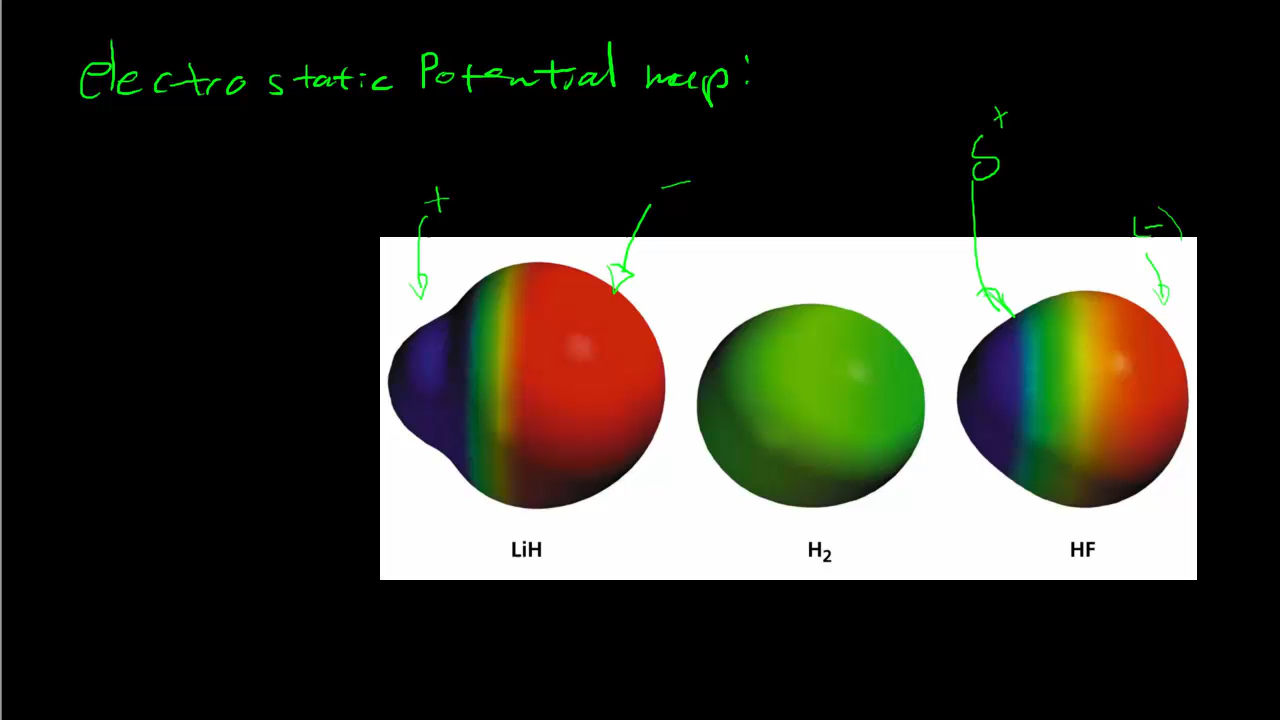 electrostatic Potential map:
δ+
+
−
(-)
LiH
H₂
HF